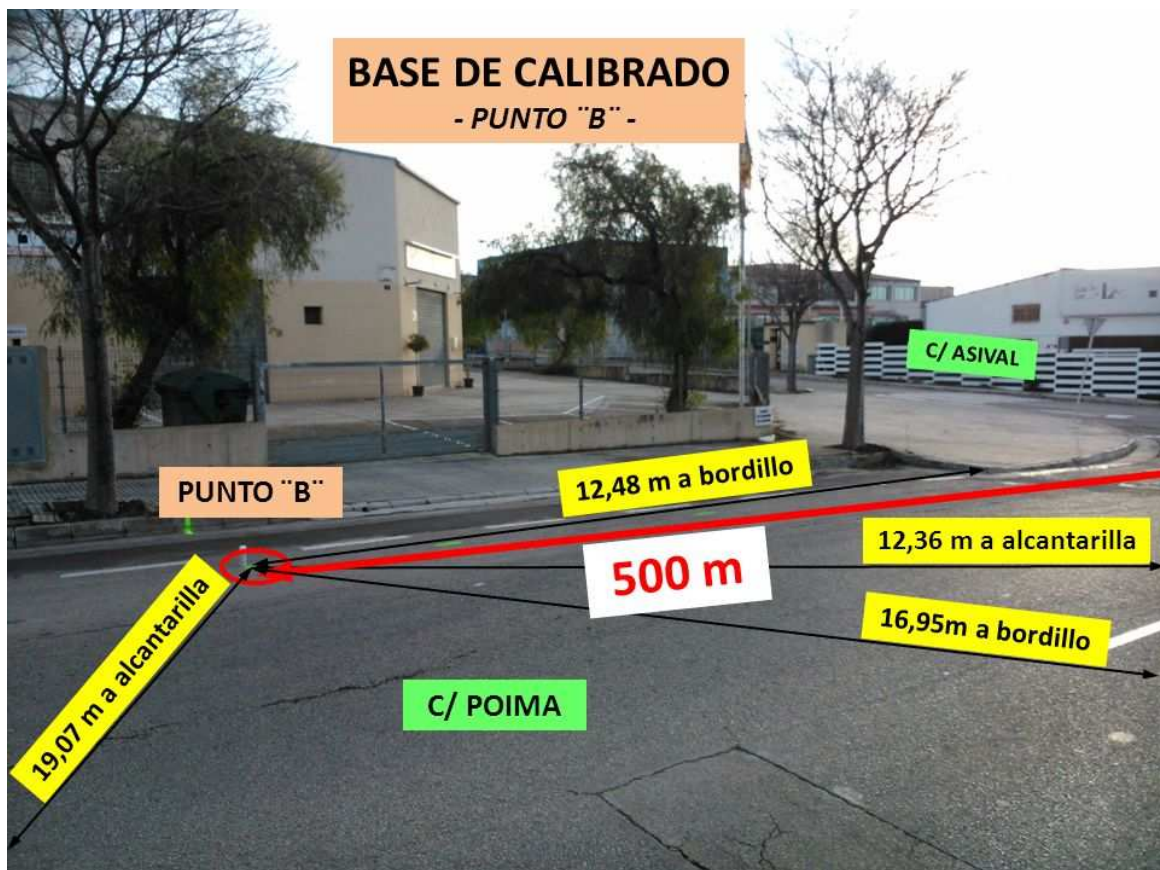 BASE DE CALIBRADO
- PUNTO ¨B¨ -
C/ ASIVAL
12,48 m a bordillo
PUNTO ¨B¨
12,36 m a alcantarilla
500 m
16,95m a bordillo
19,07 m a alcantarilla
C/ POIMA